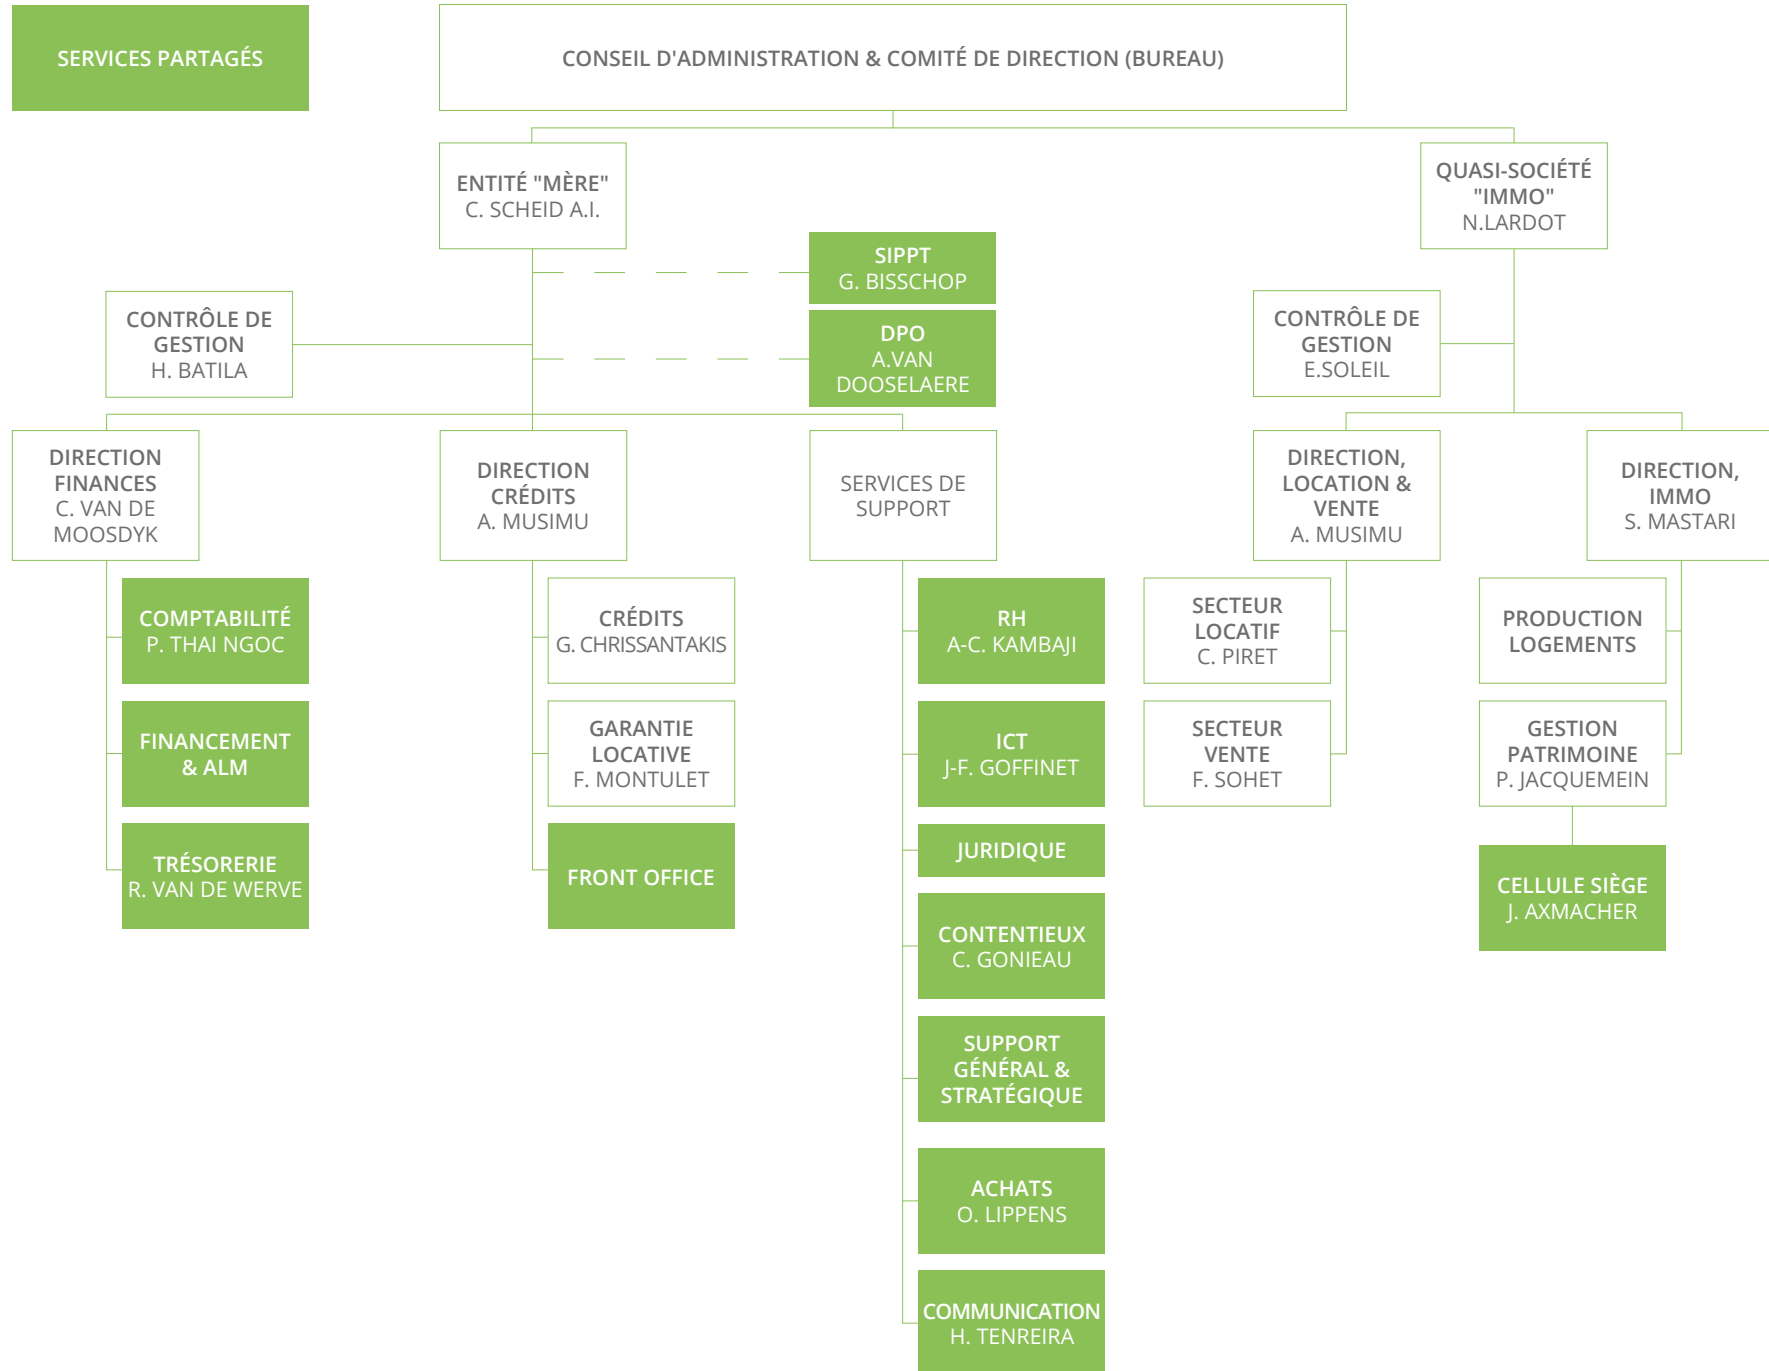 SERVICES PARTAGÉS
CONSEIL D'ADMINISTRATION & COMITÉ DE DIRECTION (BUREAU)
ENTITÉ "MÈRE"
C. SCHEID A.I.
QUASI-SOCIÉTÉ
"IMMO"
N.LARDOT
SIPPT
G. BISSCHOP
DPO
A.VAN
DOOSELAERE
CONTRÔLE DE
GESTION
H. BATILA
CONTRÔLE DE
GESTION
E.SOLEIL
DIRECTION
FINANCES
C. VAN DE
MOOSDYK
DIRECTION
CRÉDITS
A. MUSIMU
SERVICES DE
SUPPORT
DIRECTION,
LOCATION &
VENTE
A. MUSIMU
DIRECTION,
IMMO
S. MASTARI
COMPTABILITÉ
P. THAI NGOC
FINANCEMENT
& ALM
TRÉSORERIE
R. VAN DE WERVE
CRÉDITS
G. CHRISSANTAKIS
GARANTIE
LOCATIVE
F. MONTULET
FRONT OFFICE
RH
A-C. KAMBAJI
ICT
J-F. GOFFINET
JURIDIQUE
CONTENTIEUX
C. GONIEAU
SUPPORT
GÉNÉRAL &
STRATÉGIQUE
ACHATS
O. LIPPENS
COMMUNICATION
H. TENREIRA
SECTEUR
LOCATIF
C. PIRET
SECTEUR
VENTE
F. SOHET
PRODUCTION
LOGEMENTS
GESTION
PATRIMOINE
P. JACQUEMEIN
CELLULE SIÈGE
J. AXMACHER